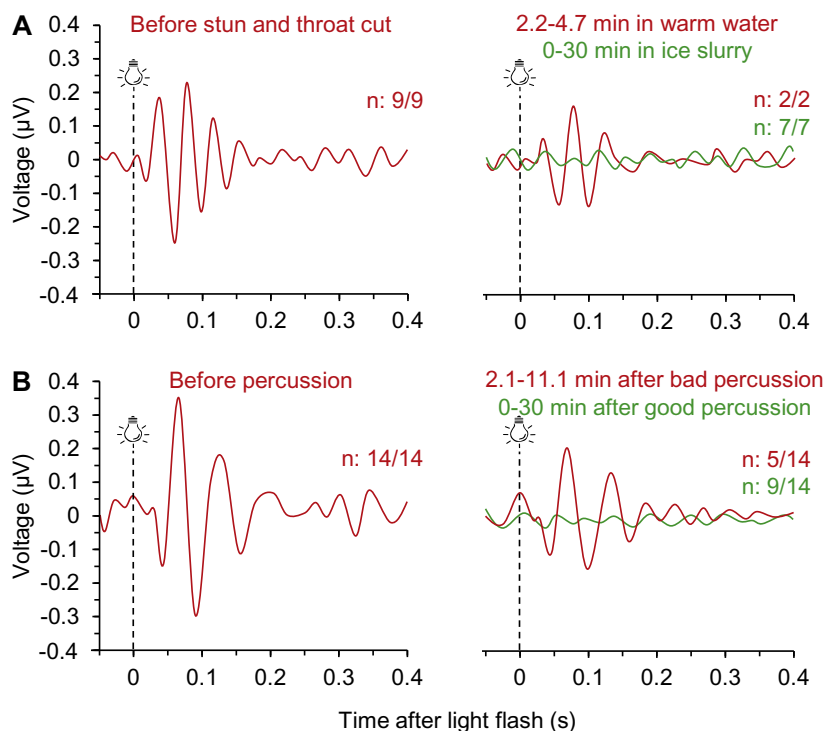 A
Before stun and throat cut
2.2-4.7 min in warm water
0-30 min in ice slurry
n: 9/9
n: 2/2
n: 7/7
Voltage (µV)
0.4
0.3
0.2
0.1
0
-0.1
-0.2
-0.3
-0.4
0 0.1 0.2 0.3 0.4
0 0.1 0.2 0.3 0.4
B
Before percussion
2.1-11.1 min after bad percussion
0-30 min after good percussion
n: 14/14
n: 5/14
n: 9/14
Voltage (µV)
0.4
0.3
0.2
0.1
0
-0.1
-0.2
-0.3
-0.4
0 0.1 0.2 0.3 0.4
0 0.1 0.2 0.3 0.4
Time after light flash (s)